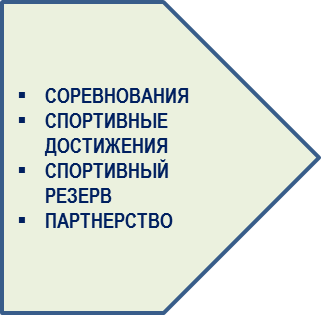 ▪ СОРЕВНОВАНИЯ
▪ СПОРТИВНЫЕ
ДОСТИЖЕНИЯ
▪ СПОРТИВНЫЙ
РЕЗЕРВ
▪ ПАРТНЕРСТВО